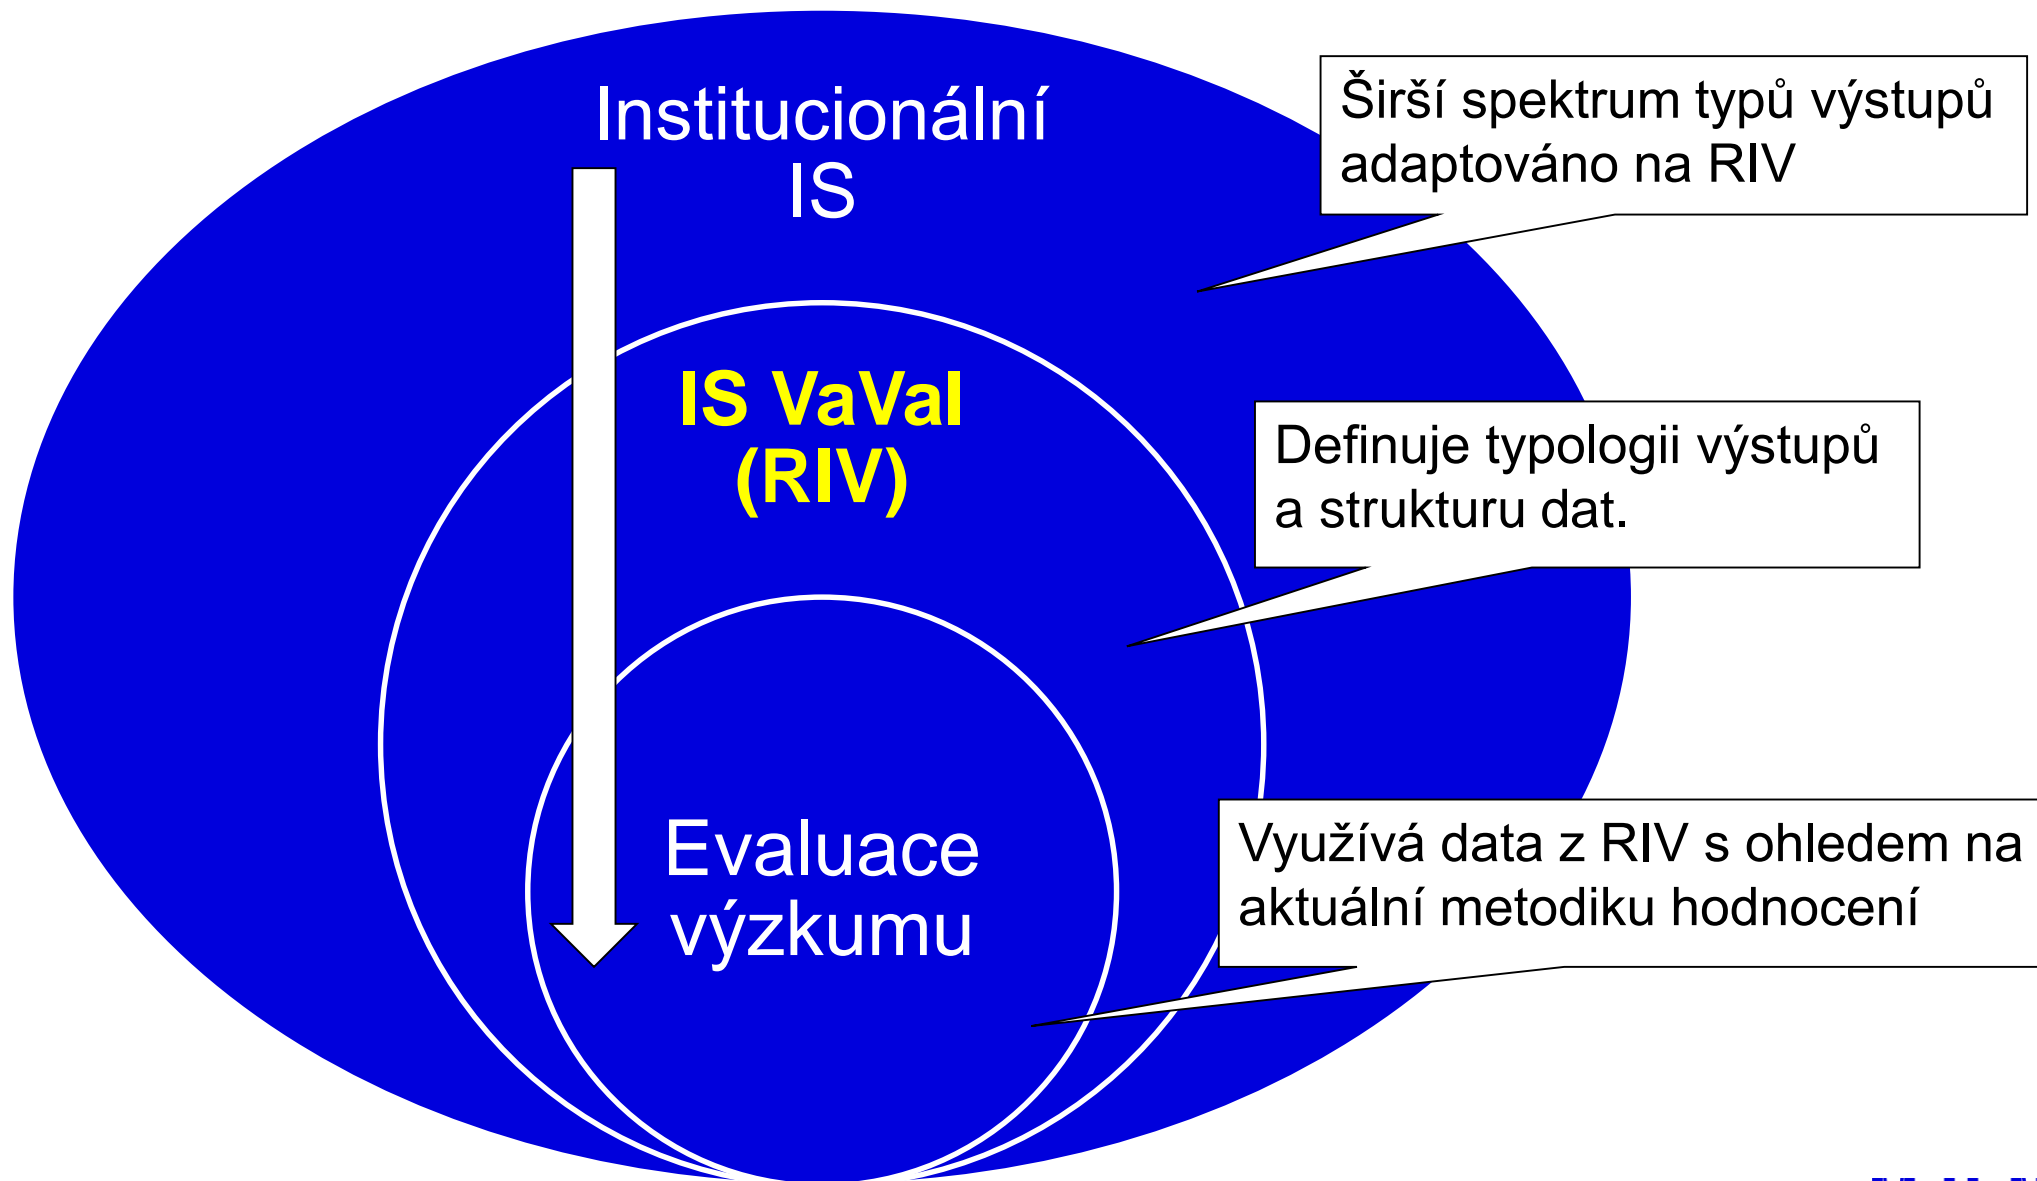 Institucionální
IS
Širší spektrum typů výstupů
adaptováno na RIV
IS VaVaI
(RIV)
Definuje typologii výstupů
a strukturu dat.
Evaluace
výzkumu
Využívá data z RIV s ohledem na
aktuální metodiku hodnocení